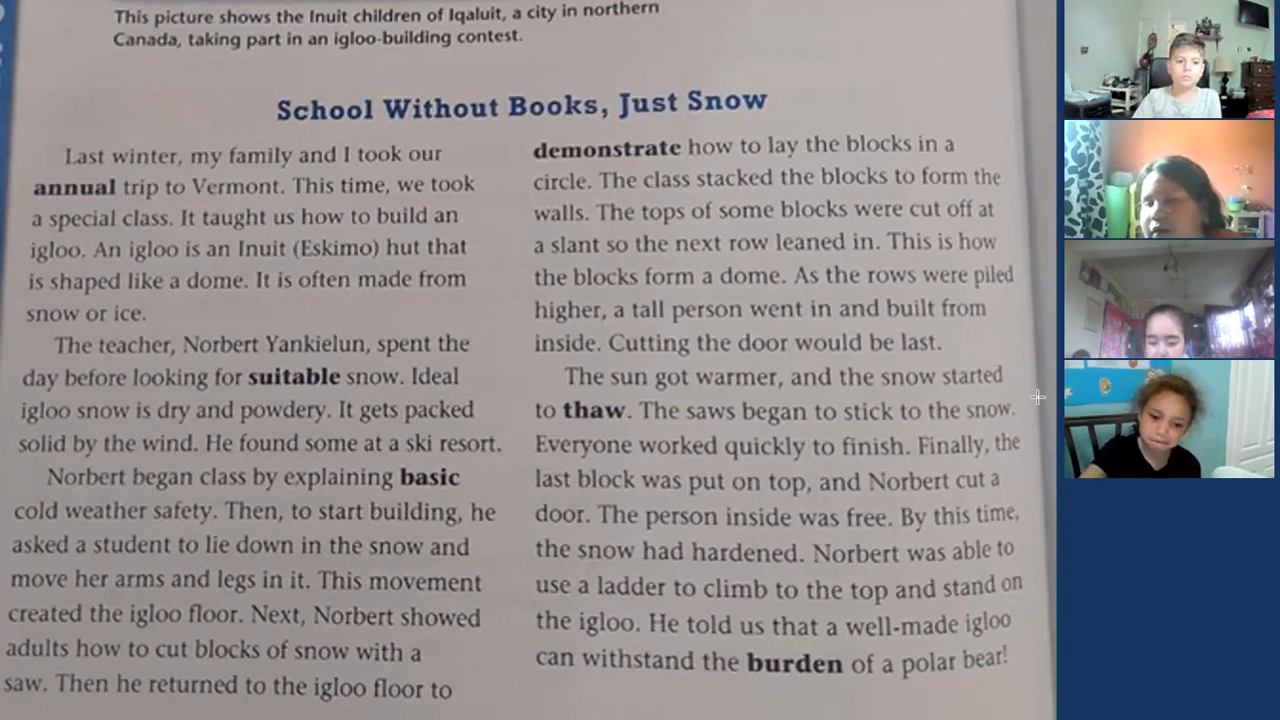 This picture shows the Inuit children of Iqaluit, a city in northern
Canada, taking part in an igloo-building contest.
School Without Books, Just Snow
Last winter, my family and I took our
annual trip to Vermont. This time, we took
a special class. It taught us how to build an
igloo. An igloo is an Inuit (Eskimo) hut that
is shaped like a dome. It is often made from
snow or ice.
The teacher, Norbert Yankielun, spent the
day before looking for suitable snow. Ideal
igloo snow is dry and powdery. It gets packed
solid by the wind. He found some at a ski resort.
Norbert began class by explaining basic
cold weather safety. Then, to start building, he
asked a student to lie down in the snow and
move her arms and legs in it. This movement
created the igloo floor. Next, Norbert showed
adults how to cut blocks of snow with a
saw. Then he returned to the igloo floor to
demonstrate how to lay the blocks in a
circle. The class stacked the blocks to form the
walls. The tops of some blocks were cut off at
a slant so the next row leaned in. This is how
the blocks form a dome. As the rows were piled
higher, a tall person went in and built from
inside. Cutting the door would be last.
The sun got warmer, and the snow started
to thaw. The saws began to stick to the snow.
Everyone worked quickly to finish. Finally, the
last block was put on top, and Norbert cut a
door. The person inside was free. By this time,
the snow had hardened. Norbert was able to
use a ladder to climb to the top and stand on
the igloo. He told us that a well-made igloo
can withstand the burden of a polar bear!